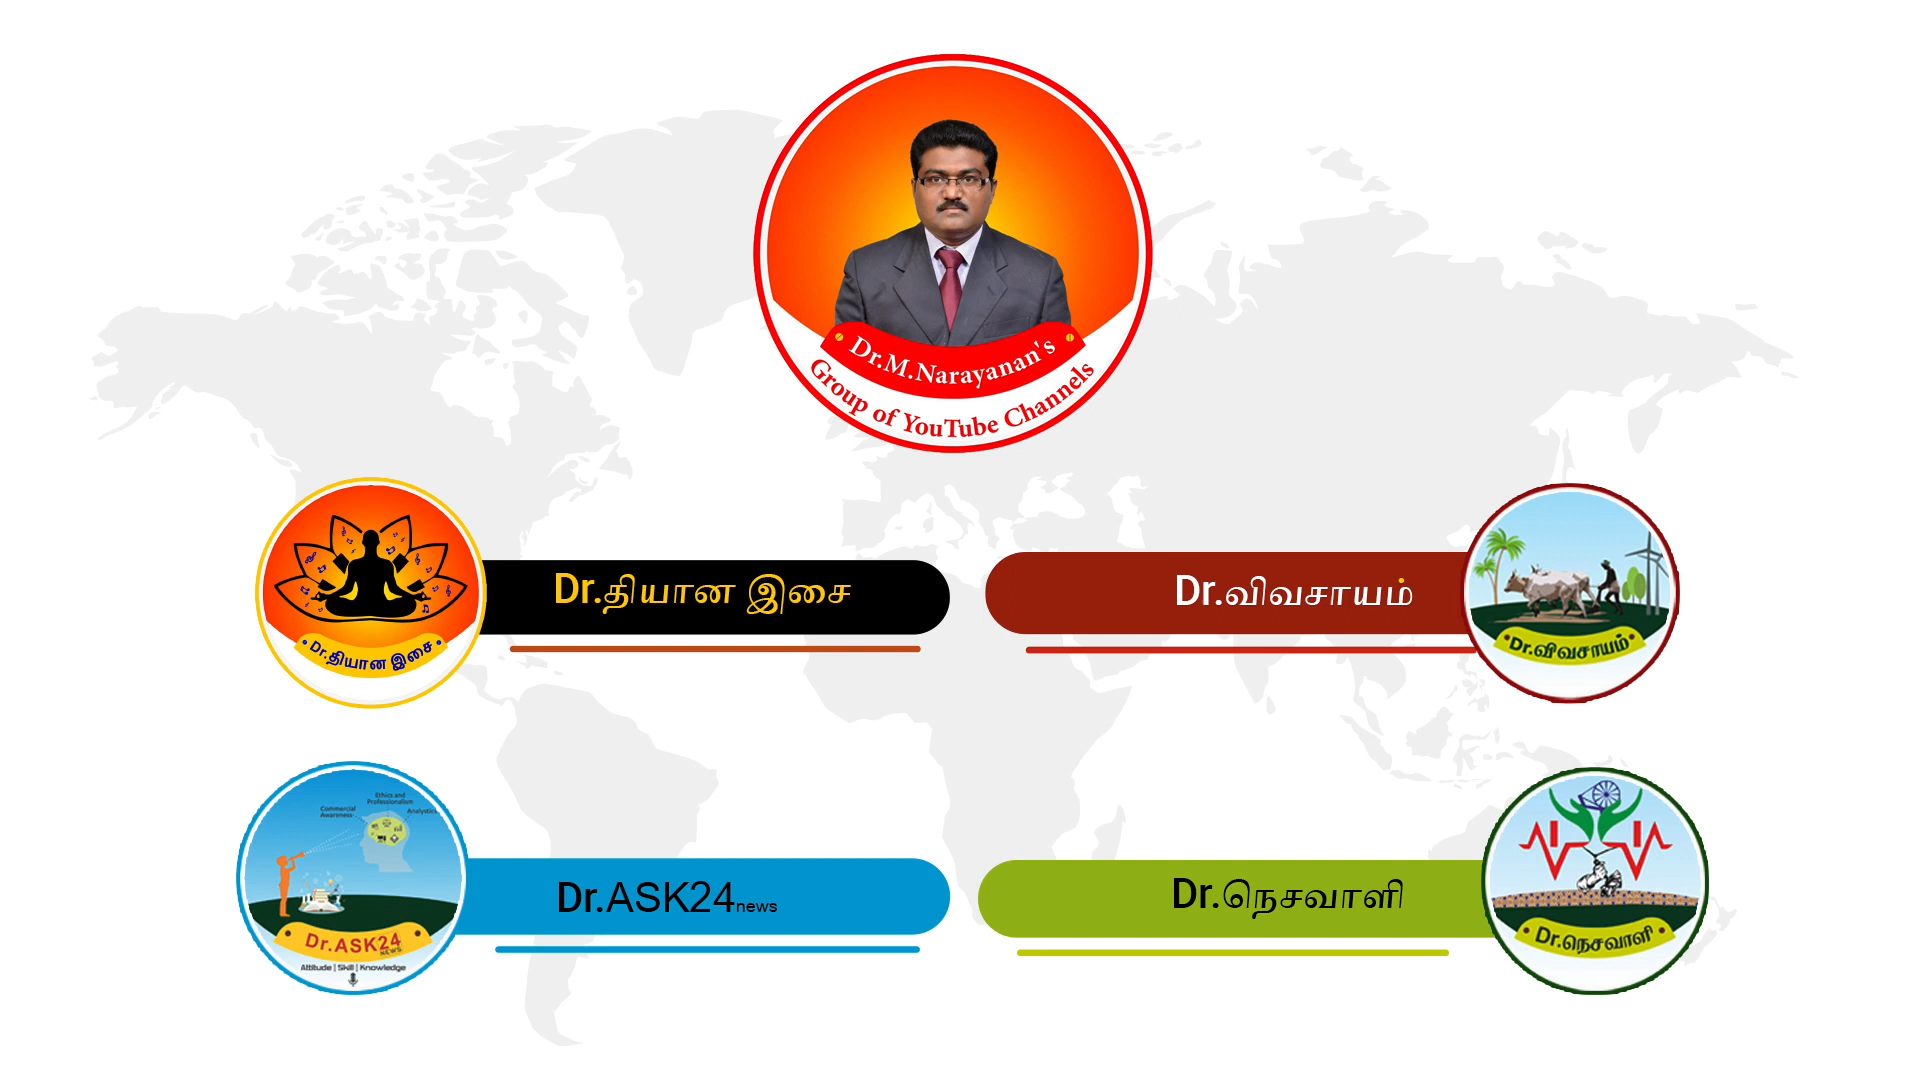 Dr.M.Narayanan's
Group of YouTube Channels
Dr.தியான இசை
Dr.தியான இசை
Dr.விவசாயம்
Dr.விவசாயம்
Ethics and
Professionalism
Commercial
Awareness
Analystics
Dr.ASK24
NEWS
Attitude | Skill | Knowledge
Dr.ASK24news
Dr.நெசவாளி
Dr.நெசவாளி